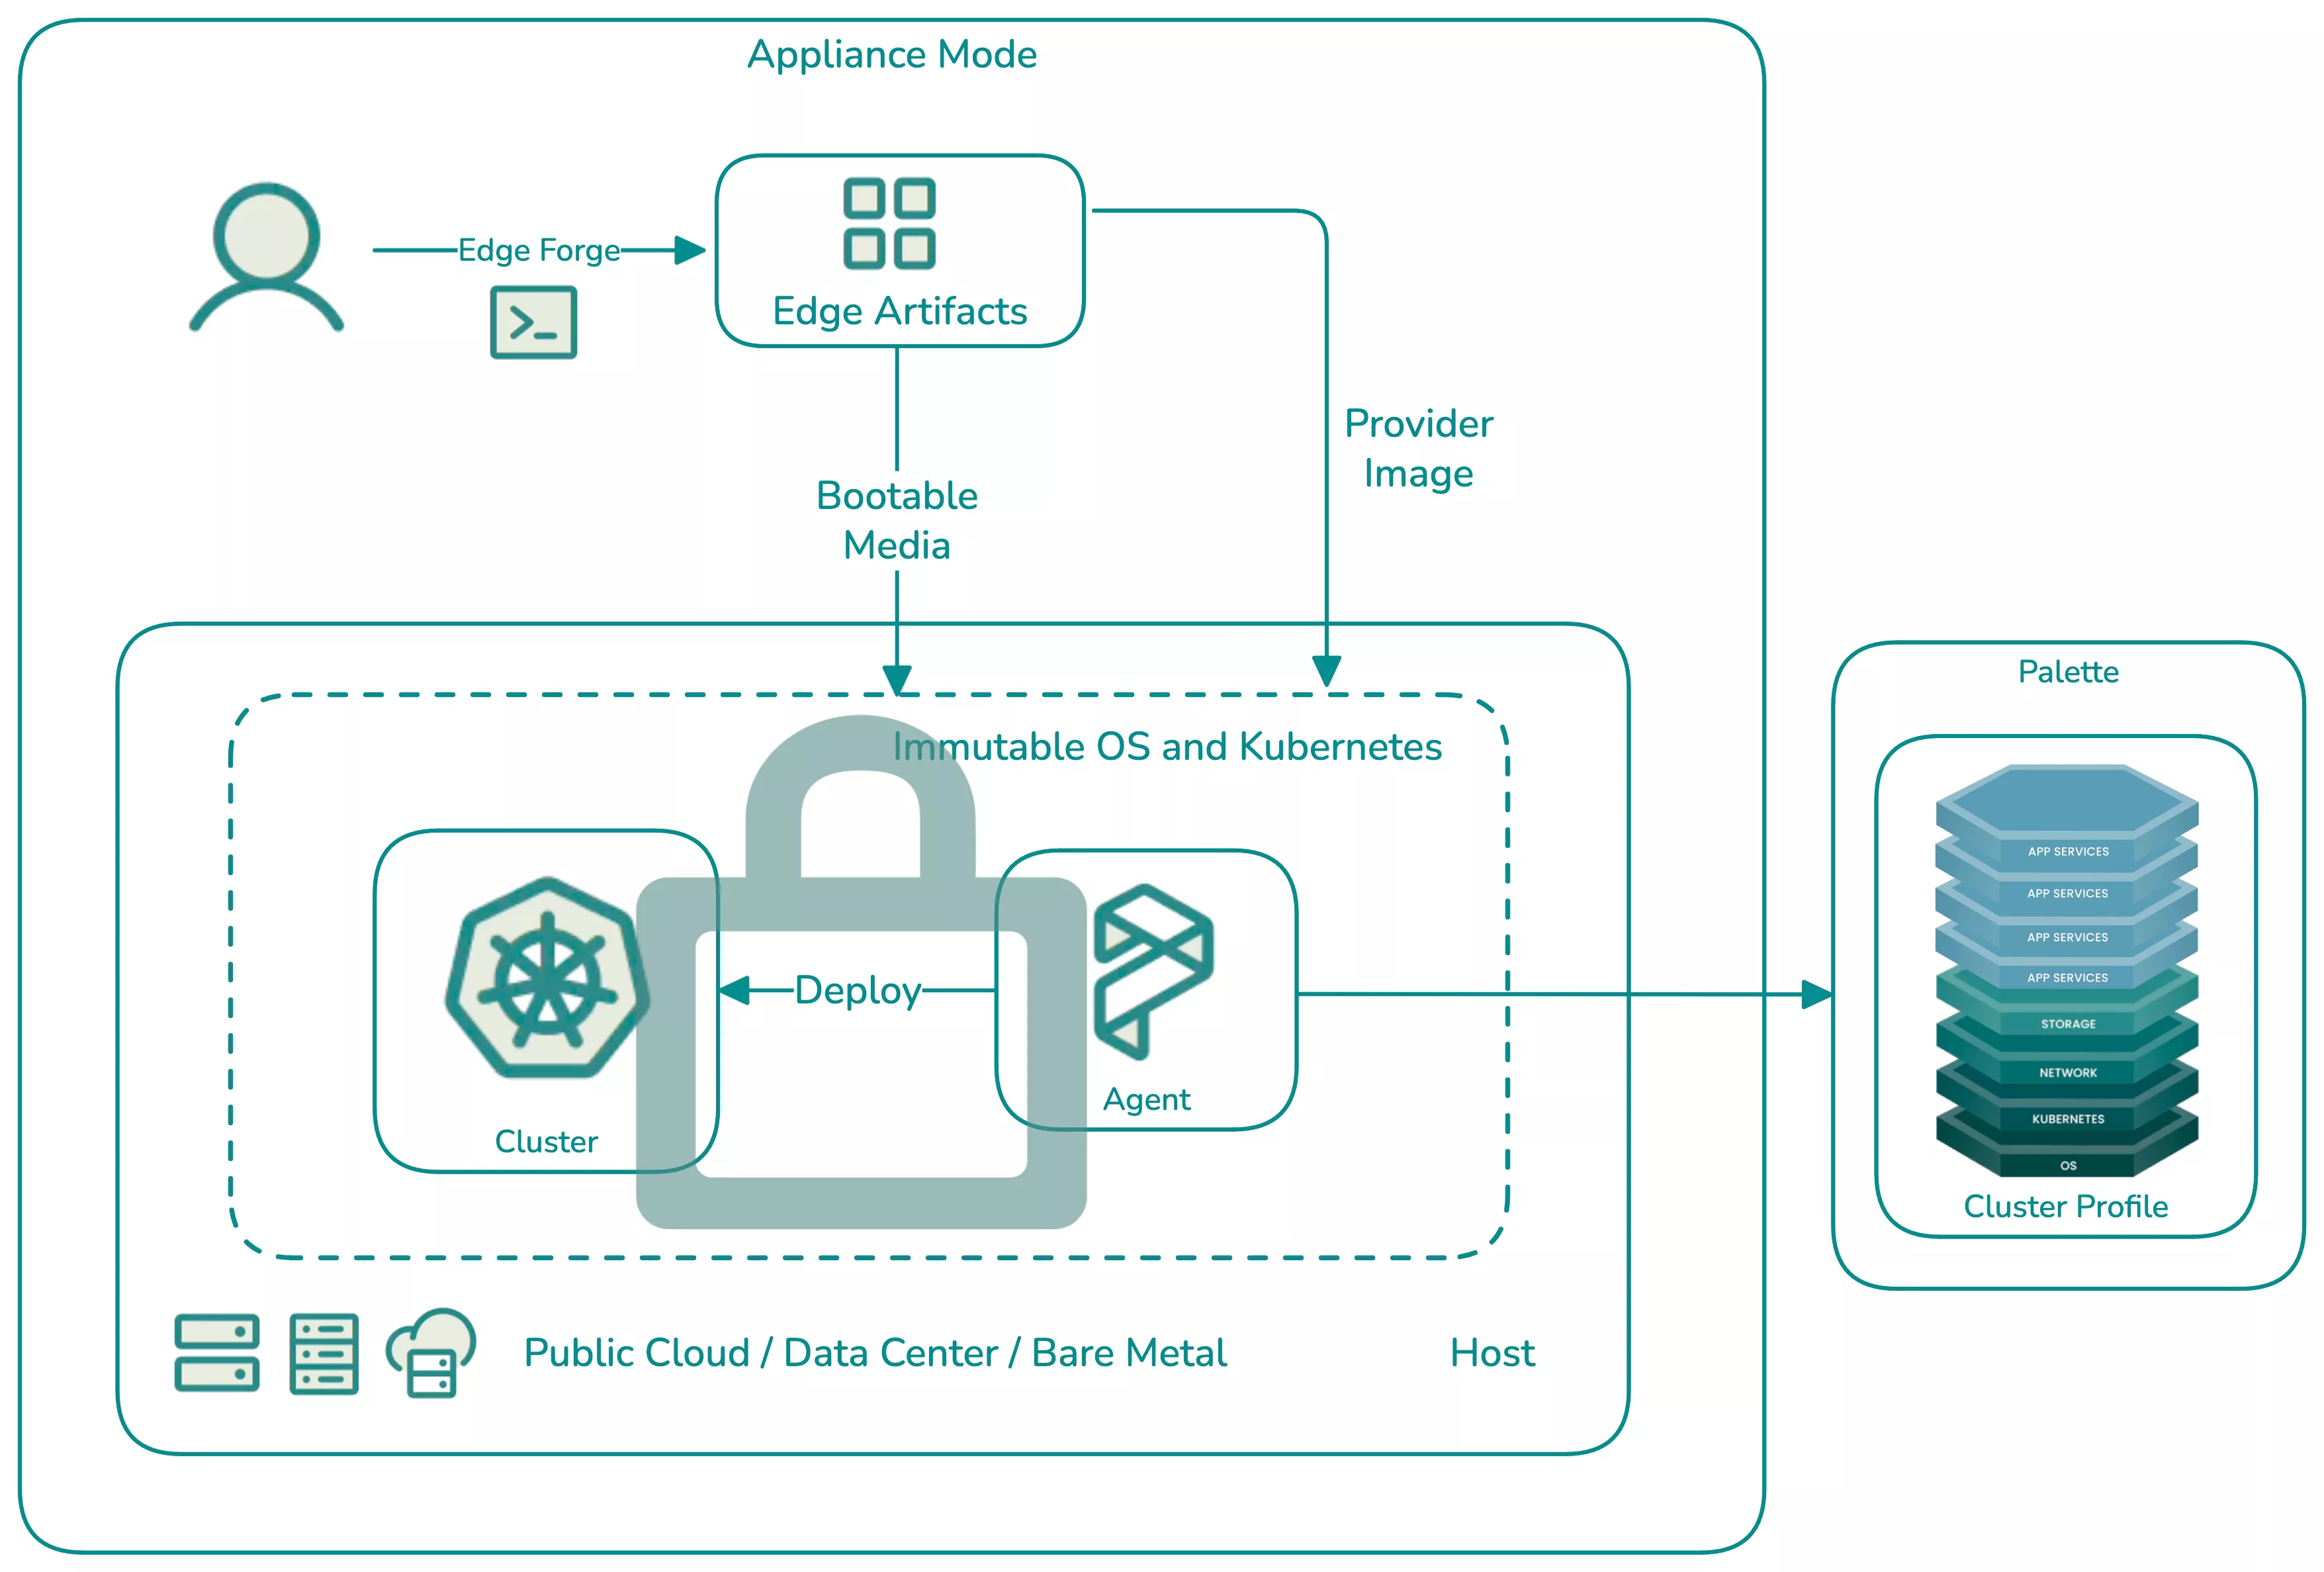 Appliance Mode
Edge Forge
Edge Artifacts
Provider
Image
Bootable
Media
Immutable OS and Kubernetes
Deploy
Cluster
Agent
Public Cloud / Data Center / Bare Metal
Host
Palette
APP SERVICES
APP SERVICES
APP SERVICES
APP SERVICES
STORAGE
NETWORK
KUBERNETES
OS
Cluster Profile